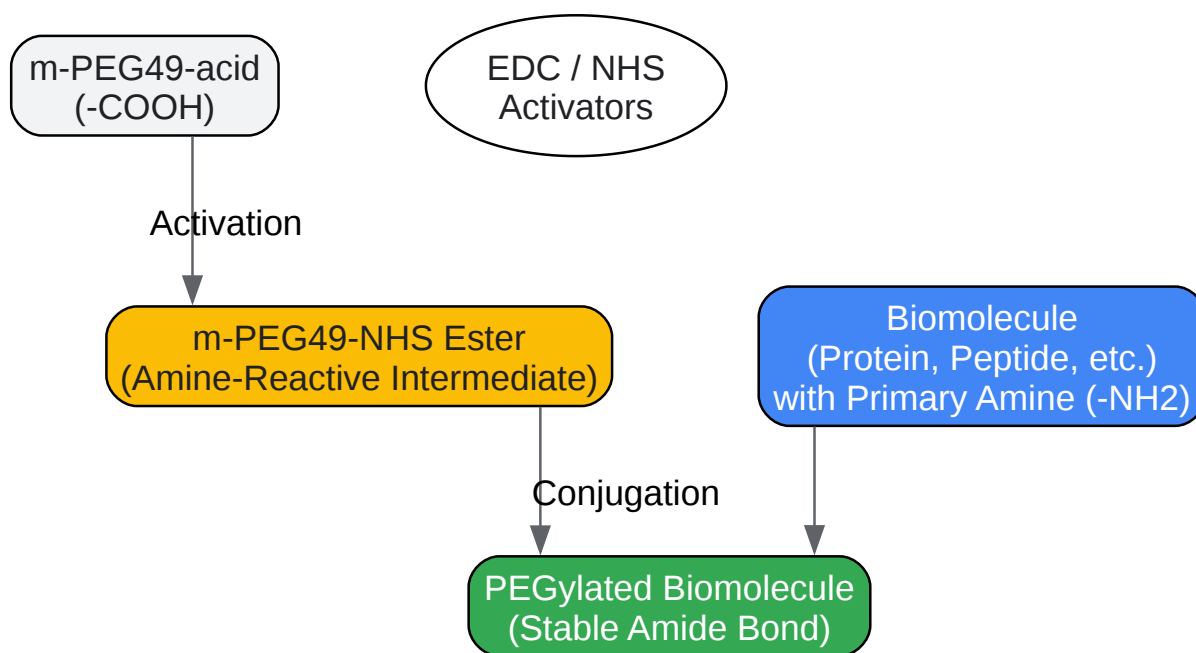 m-PEG49-acid
(-COOH)
EDC / NHS
Activators
Activation
m-PEG49-NHS Ester
(Amine-Reactive Intermediate)
Biomolecule
(Protein, Peptide, etc.)
with Primary Amine (-NH2)
Conjugation
PEGylated Biomolecule
(Stable Amide Bond)